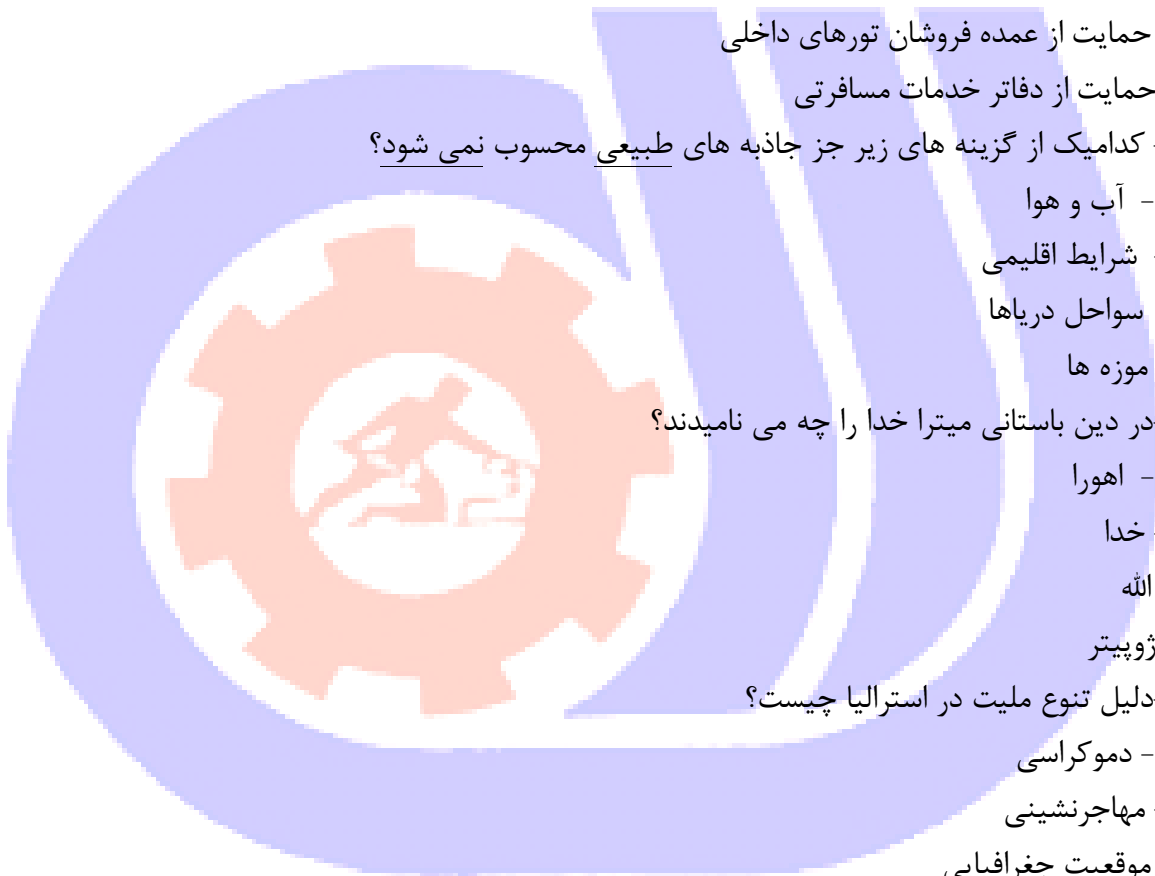 حمایت از عمده فروشان تورهای داخلی
حمایت از دفاتر خدمات مسافرتی
- کدامیک از گزینه های زیر جز جاذبه های طبیعی محسوب نمی شود؟
- آب و هوا
- شرایط اقلیمی
سواحل دریاها
موزه ها
-در دین باستانی میترا خدا را چه می نامیدند؟
- اهورا
- خدا
الله
ژوپیتر
-دلیل تنوع ملیت در استرالیا چیست؟
- دموکراسی
- مهاجرنشینی
موقعیت جغرافیایی